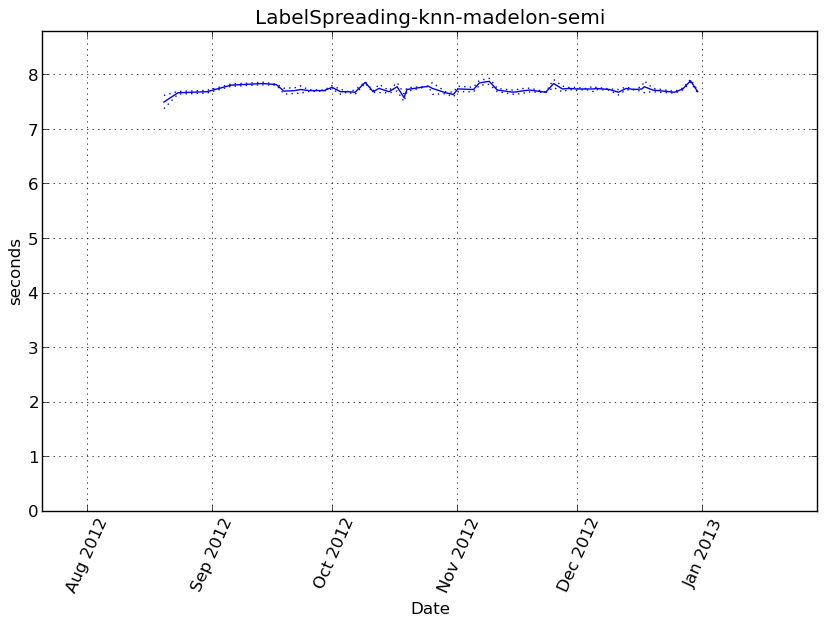 LabelSpreading-knn-madelon-semi
8
7
6
5
4
3
2
1
0
seconds
Aug 2012
Sep 2012
Oct 2012
Nov 2012
Dec 2012
Jan 2013
Date